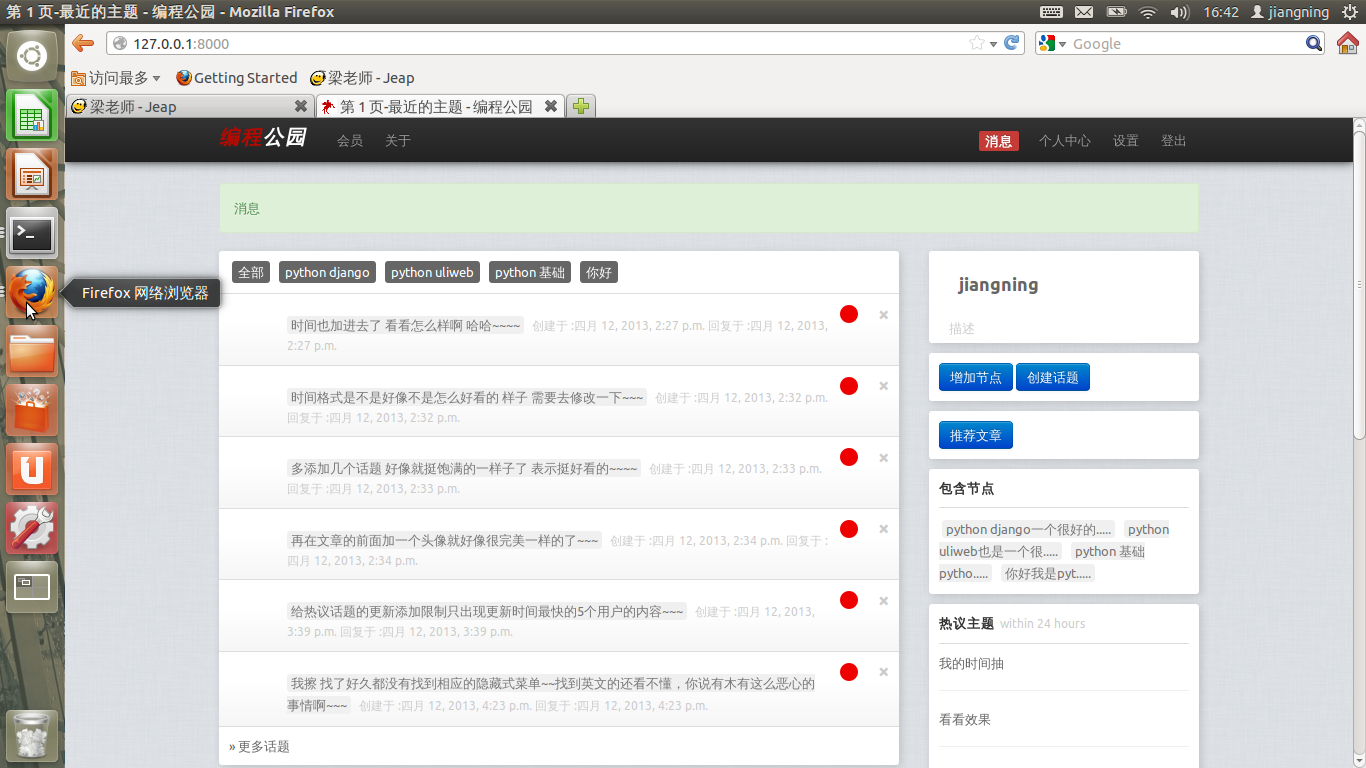 第 1 页-最近的主题 - 编程公园 - Mozilla Firefox
16:42 jiangning
127.0.0.1:8000
Google
访问最多 Getting Started 梁老师 - Jeap
梁老师 - Jeap
第 1 页-最近的主题 - 编程公园
编程公园 会员 关于 消息 个人中心 设置 登出
消息
Firefox 网络浏览器
全部 python django python uliweb python 基础 你好
时间也加进去了 看看怎么样啊 哈哈~~~~ 创建于 :四月 12, 2013, 2:27 p.m. 回复于 :四月 12, 2013,
2:27 p.m.
时间格式是不是好像不是怎么好看的 样子 需要去修改一下~~~ 创建于 :四月 12, 2013, 2:32 p.m.
回复于 :四月 12, 2013, 2:32 p.m.
多添加几个话题 好像就挺饱满的一样子了 表示挺好看的~~~~ 创建于 :四月 12, 2013, 2:33 p.m.
回复于 :四月 12, 2013, 2:33 p.m.
再在文章的前面加一个头像就好像很完美一样的了~~~ 创建于 :四月 12, 2013, 2:34 p.m. 回复于 :
四月 12, 2013, 2:34 p.m.
给热议话题的更新添加限制只出现更新时间最快的5个用户的内容~~~ 创建于 :四月 12, 2013,
3:39 p.m. 回复于 :四月 12, 2013, 3:39 p.m.
我擦 找了好久都没有找到相应的隐藏式菜单~~找到英文的还看不懂，你说有木有这么恶心的
事情啊~~~ 创建于 :四月 12, 2013, 4:23 p.m. 回复于 :四月 12, 2013, 4:23 p.m.
» 更多话题
jiangning
描述
增加节点 创建话题
推荐文章
包含节点
python django一个很好的..... python
uliweb也是一个很..... python 基础
pytho..... 你好我是pyt.....
热议主题 within 24 hours
我的时间抽
看看效果